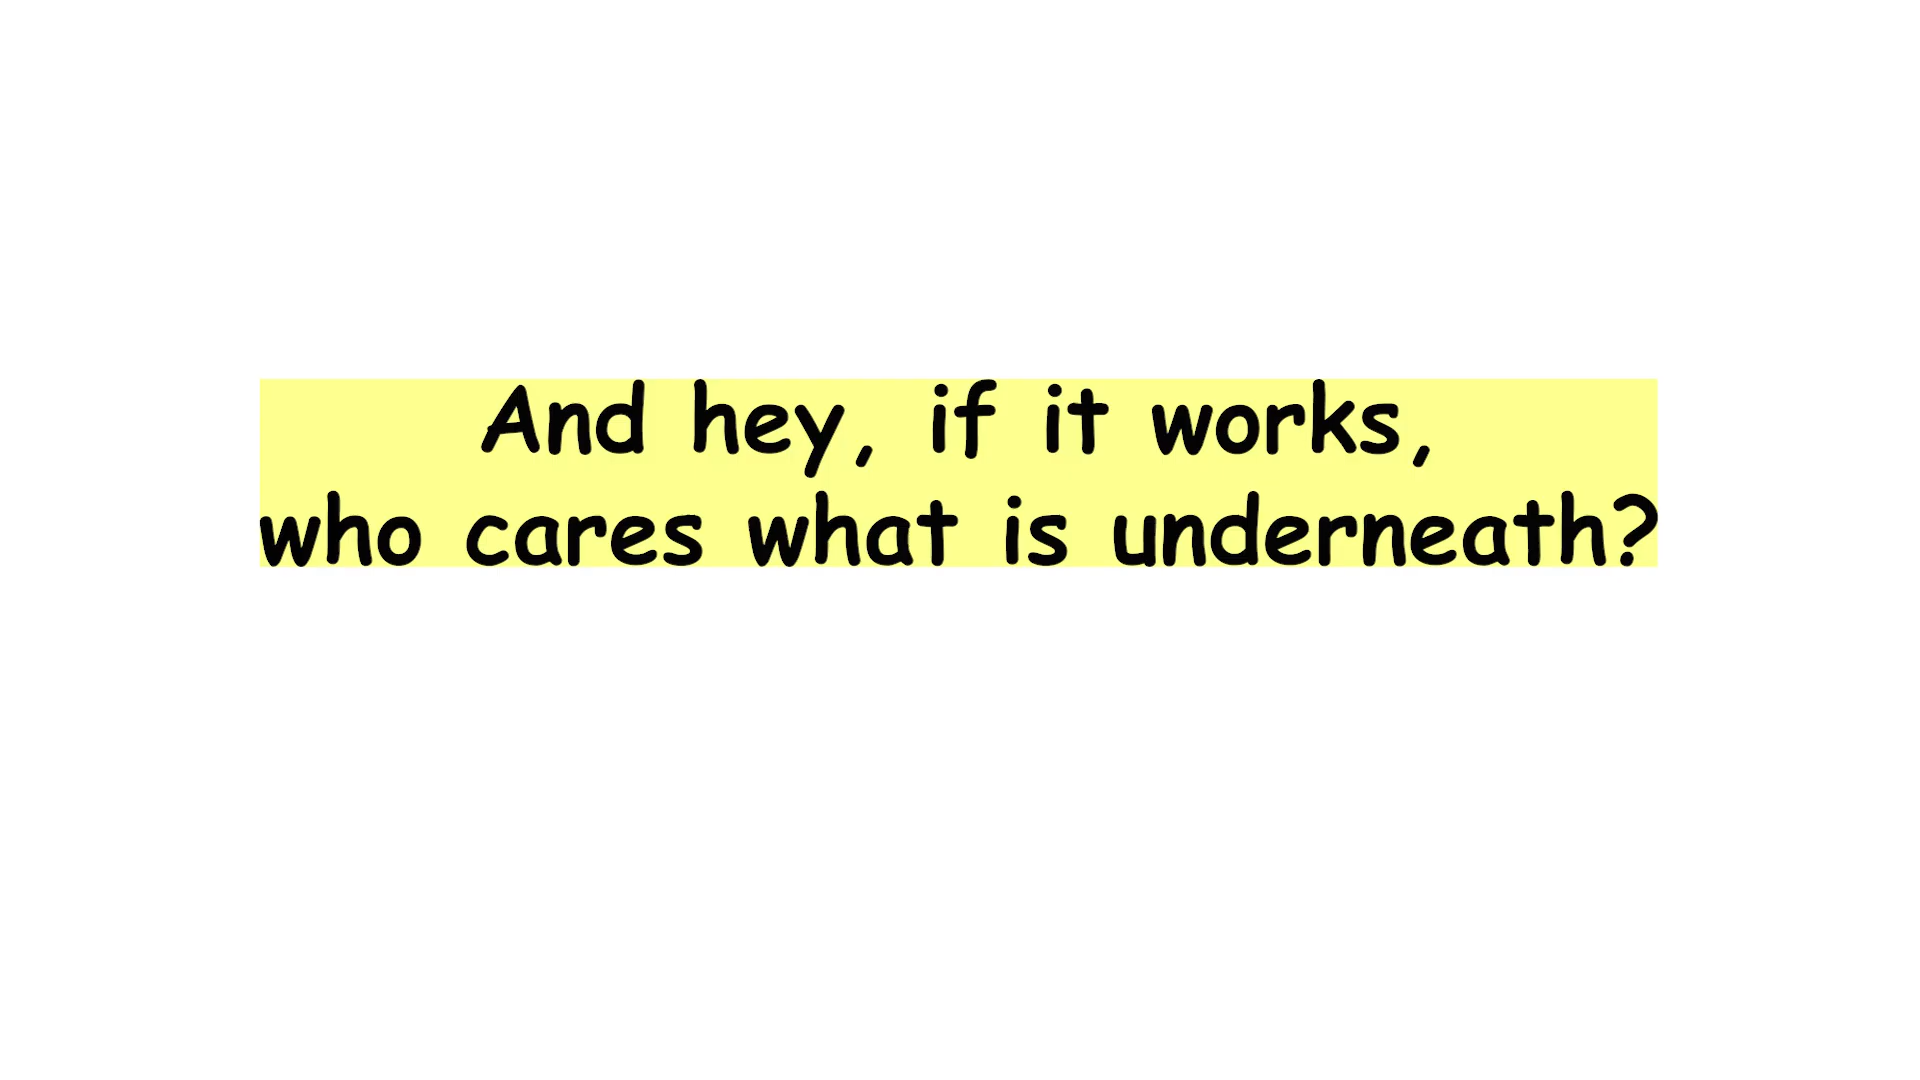 And hey, if it works,
who cares what is underneath?